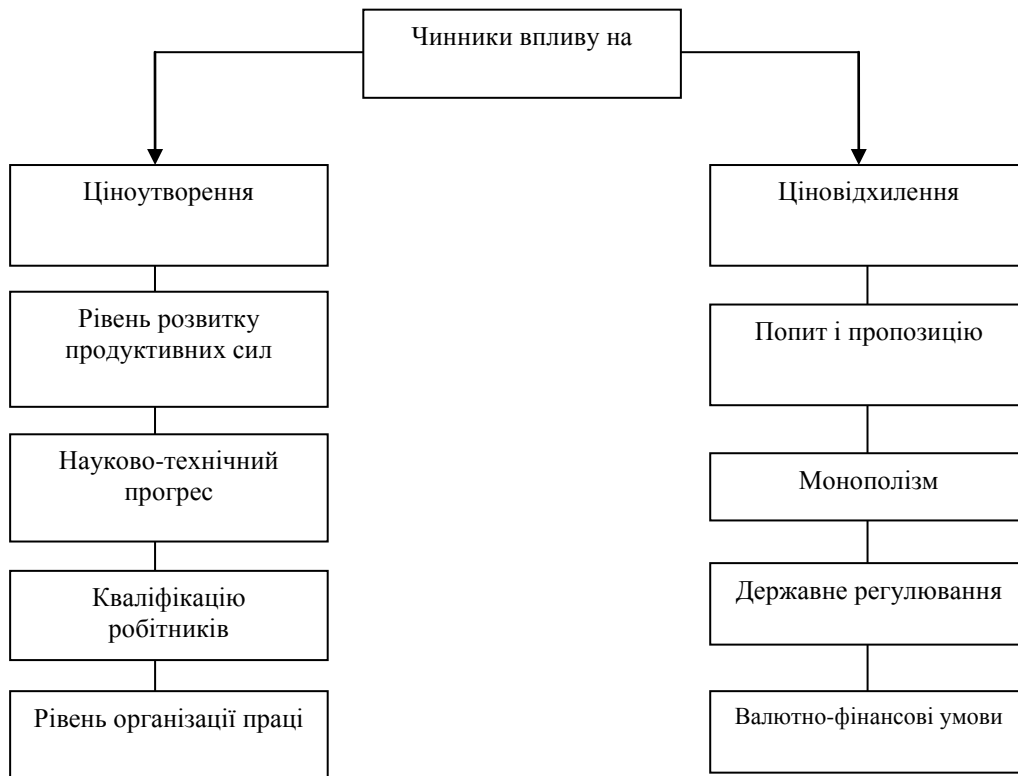 Чинники впливу на
Ціноутворення
Ціновідхилення
Рівень розвитку
продуктивних сил
Попит і пропозицію
Науково-технічний
прогрес
Монополізм
Кваліфікацію
робітників
Державне регулювання
Рівень організації праці
Валютно-фінансові умови